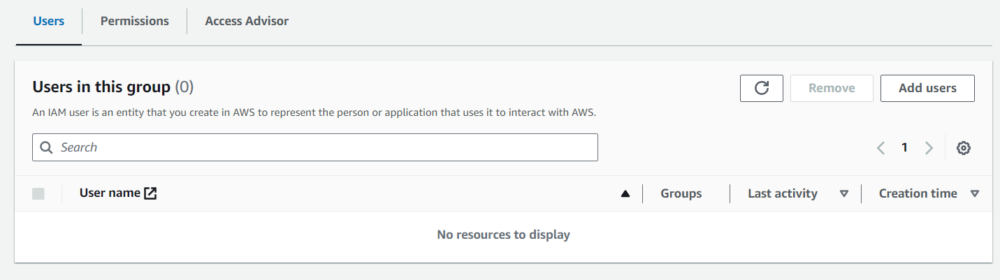 Users
Permissions
Access Advisor
Users in this group (0)
Remove
Add users
An IAM user is an entity that you create in AWS to represent the person or application that uses it to interact with AWS.
Search
1
User name
Groups
Last activity
Creation time
No resources to display